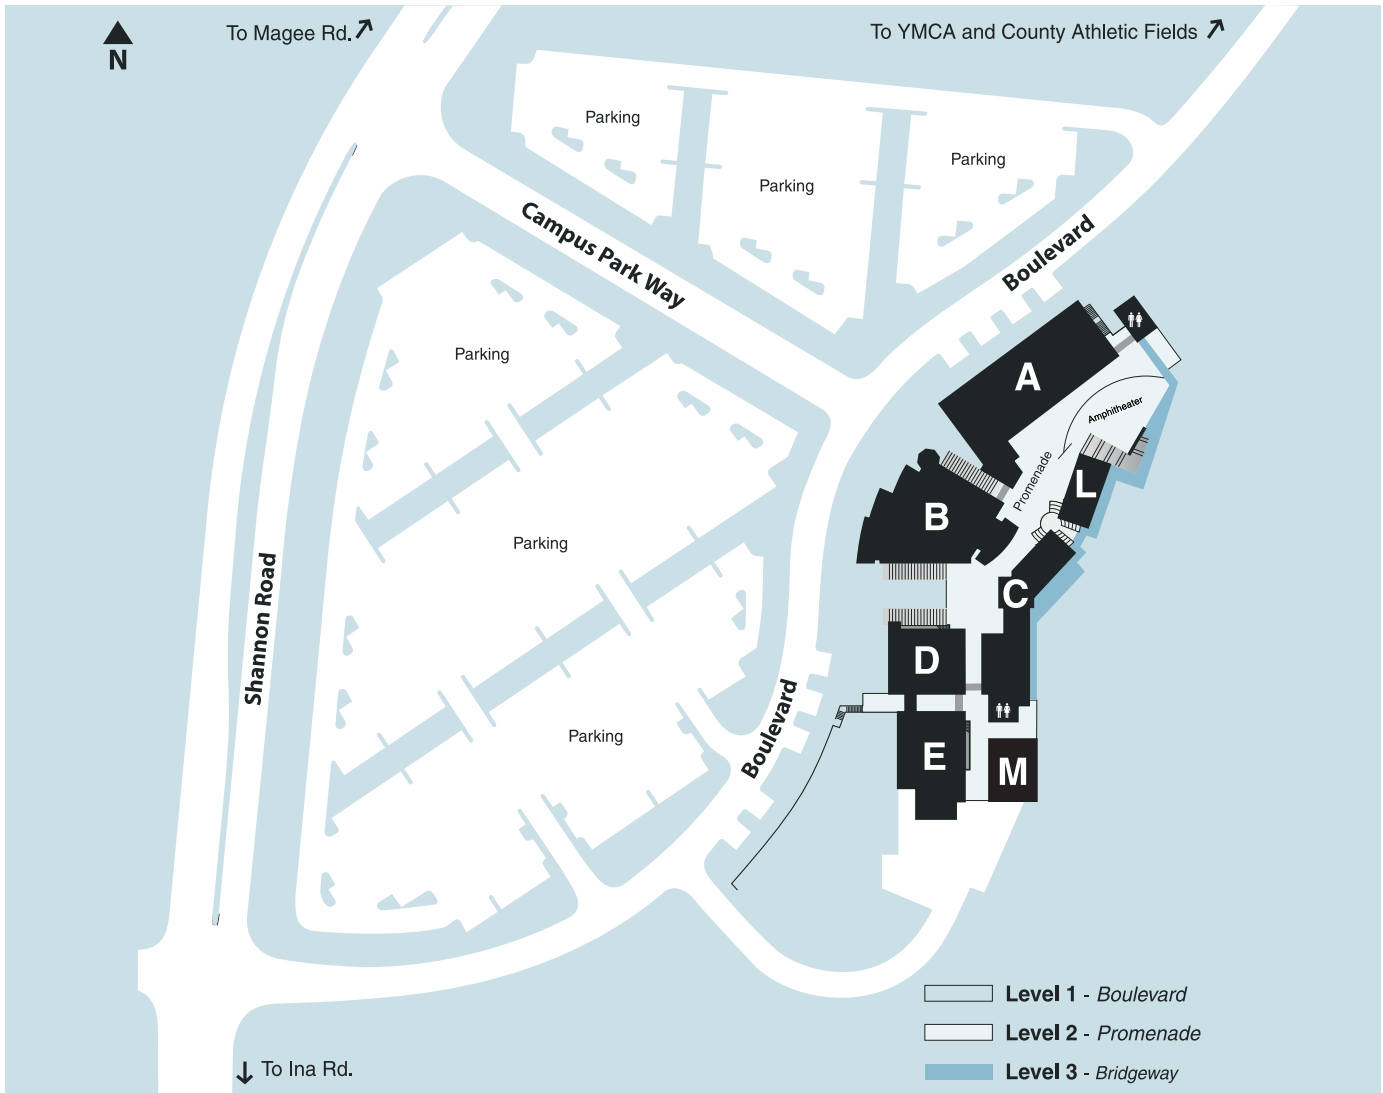 To Magee Rd.
To YMCA and County Athletic Fields
N
Parking
Parking
Parking
Campus Park Way
Boulevard
Parking
A
Amphitheater
Promenade
L
B
Parking
Shannon Road
C
D
Boulevard
Parking
E
M
Level 1 - Boulevard
Level 2 - Promenade
Level 3 - Bridgeway
To Ina Rd.